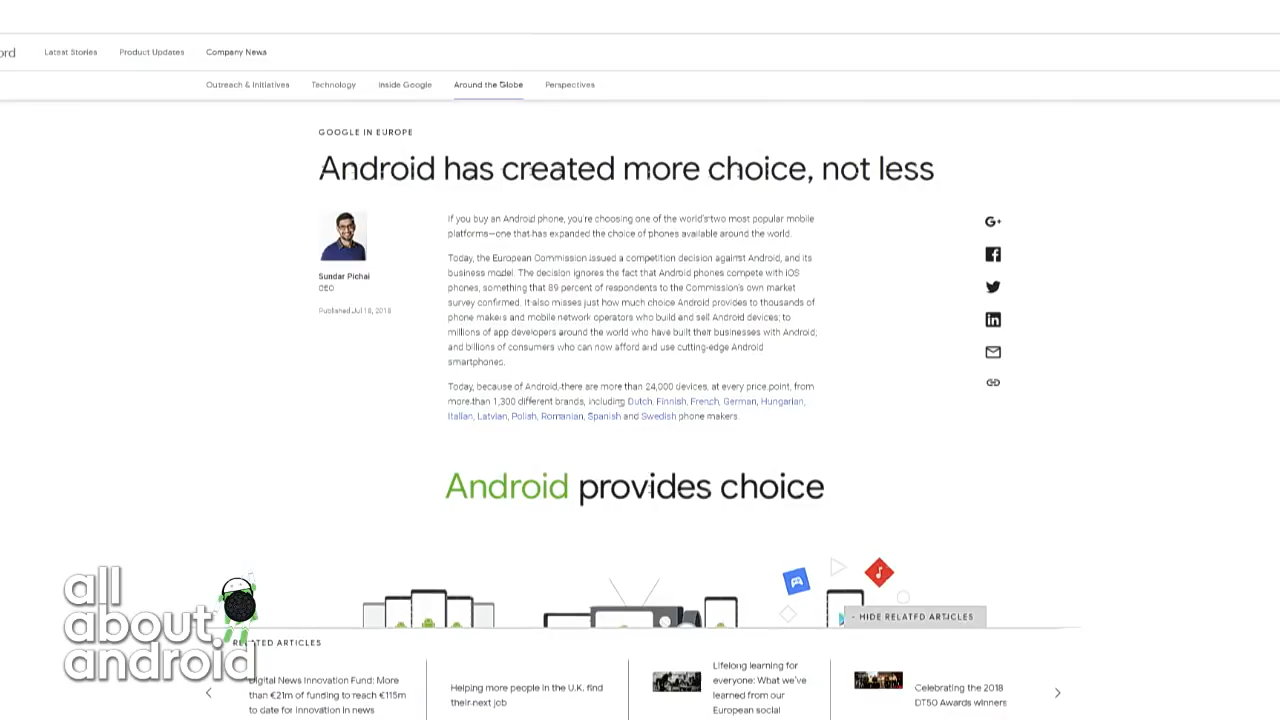 ord
Latest Stories
Product Updates
Company News
Outreach & Initiatives
Technology
Inside Google
Around the Globe
Perspectives
GOOGLE IN EUROPE
Android has created more choice, not less
Sundar Pichai
CEO
Published Jul 18, 2018
If you buy an Android phone, you're choosing one of the world's two most popular mobile
platforms—one that has expanded the choice of phones available around the world.
Today, the European Commission issued a competition decision against Android, and its
business model. The decision ignores the fact that Android phones compete with iOS
phones, something that 89 percent of respondents to the Commission's own market
survey confirmed. It also misses just how much choice Android provides to thousands of
phone makers and mobile network operators who build and sell Android devices; to
millions of app developers around the world who have built their businesses with Android;
and billions of consumers who can now afford and use cutting-edge Android
smartphones.
Today, because of Android, there are more than 24,000 devices, at every price point, from
more than 1,300 different brands, including Dutch, Finnish, French, German, Hungarian,
Italian, Latvian, Polish, Romanian, Spanish and Swedish phone makers.
G+
Android provides choice
- HIDE RELATED ARTICLES
RELATED ARTICLES
Digital News Innovation Fund: More
than €21m of funding to reach €115m
to date for innovation in news
Helping more people in the U.K. find
their next job
Lifelong learning for
everyone: What we've
learned from our
European social
Celebrating the 2018
DT50 Awards winners
all
about
android